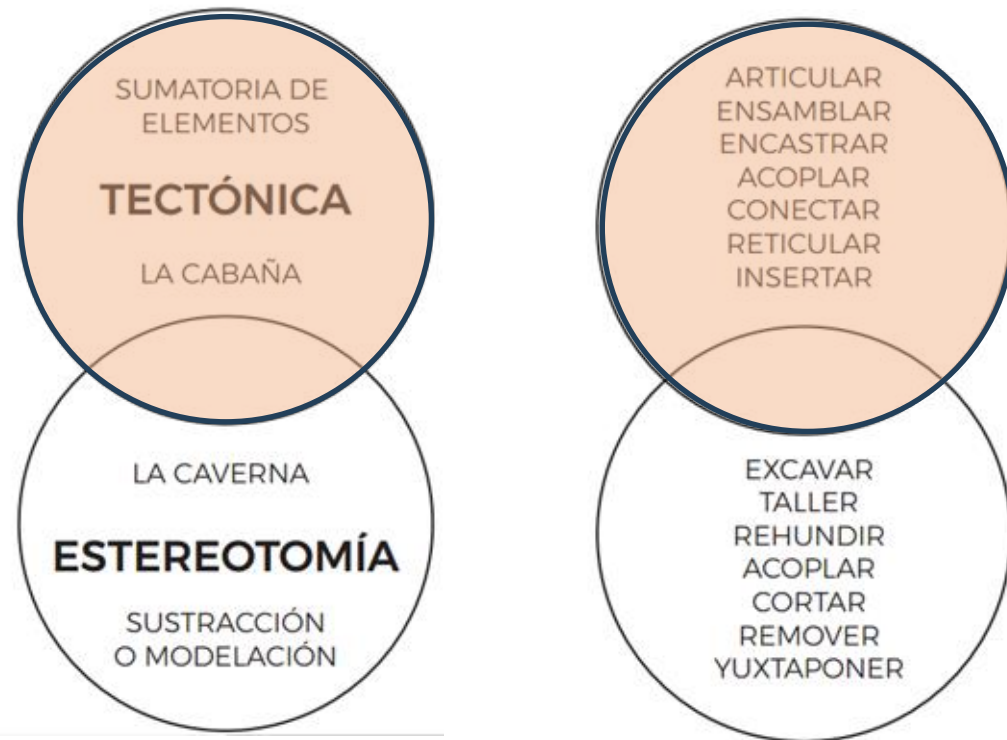 SUMATORIA DE
ELEMENTOS
TECTÓNICA
LA CABAÑA
LA CAVERNA
ESTEREOTOMÍA
SUSTRACCIÓN
O MODELACIÓN
ARTICULAR
ENSAMBLAR
ENCASTRAR
ACOPLAR
CONECTAR
RETICULAR
INSERTAR
EXCAVAR
TALLER
REHUNDIR
ACOPLAR
CORTAR
REMOVER
YUXTAPONER